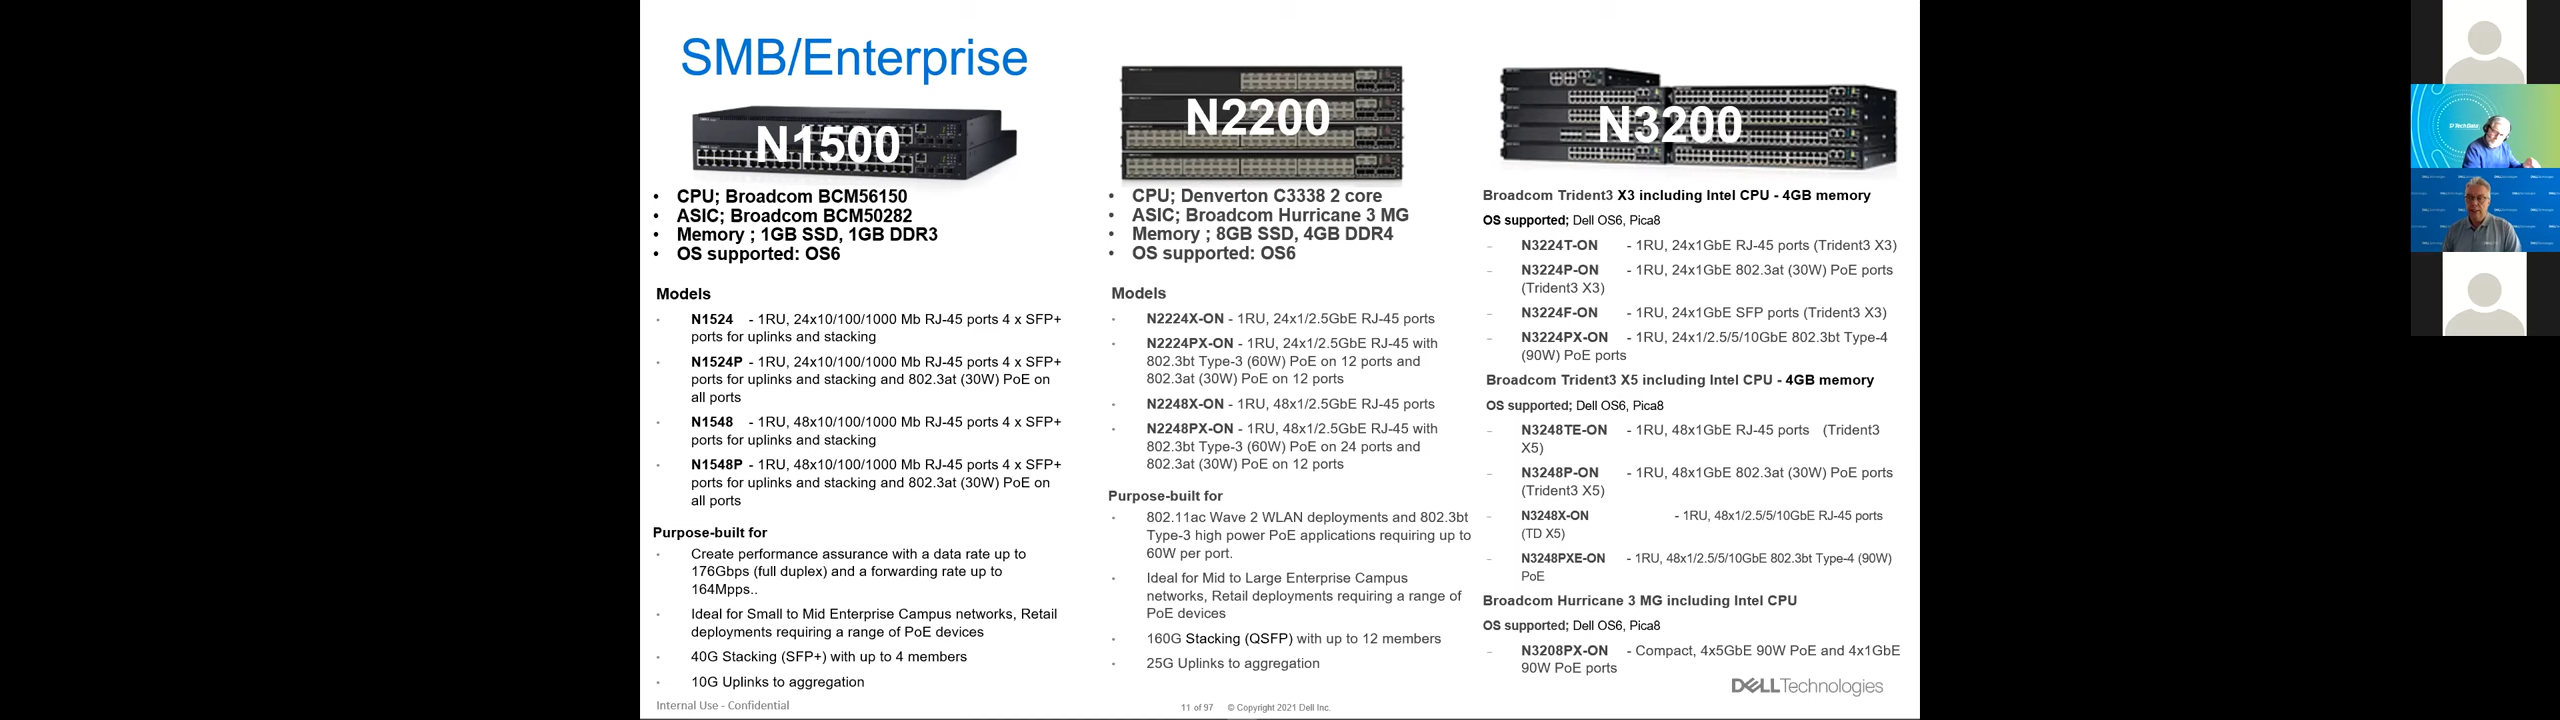 SMB/Enterprise
N1500
• CPU; Broadcom BCM56150
• ASIC; Broadcom BCM50282
• Memory ; 1GB SSD, 1GB DDR3
• OS supported: OS6
Models
• N1524 - 1RU, 24x10/100/1000 Mb RJ-45 ports 4 x SFP+
ports for uplinks and stacking
• N1524P - 1RU, 24x10/100/1000 Mb RJ-45 ports 4 x SFP+
ports for uplinks and stacking and 802.3at (30W) PoE on
all ports
• N1548 - 1RU, 48x10/100/1000 Mb RJ-45 ports 4 x SFP+
ports for uplinks and stacking
• N1548P - 1RU, 48x10/100/1000 Mb RJ-45 ports 4 x SFP+
ports for uplinks and stacking and 802.3at (30W) PoE on
all ports
Purpose-built for
• Create performance assurance with a data rate up to
176Gbps (full duplex) and a forwarding rate up to
164Mpps..
• Ideal for Small to Mid Enterprise Campus networks, Retail
deployments requiring a range of PoE devices
• 40G Stacking (SFP+) with up to 4 members
• 10G Uplinks to aggregation
N2200
• CPU; Denverton C3338 2 core
• ASIC; Broadcom Hurricane 3 MG
• Memory ; 8GB SSD, 4GB DDR4
• OS supported: OS6
Models
• N2224X-ON - 1RU, 24x1/2.5GbE RJ-45 ports
• N2224PX-ON - 1RU, 24x1/2.5GbE RJ-45 with
802.3bt Type-3 (60W) PoE on 12 ports and
802.3at (30W) PoE on 12 ports
• N2248X-ON - 1RU, 48x1/2.5GbE RJ-45 ports
• N2248PX-ON - 1RU, 48x1/2.5GbE RJ-45 with
802.3bt Type-3 (60W) PoE on 24 ports and
802.3at (30W) PoE on 12 ports
Purpose-built for
• 802.11ac Wave 2 WLAN deployments and 802.3bt
Type-3 high power PoE applications requiring up to
60W per port.
• Ideal for Mid to Large Enterprise Campus
networks, Retail deployments requiring a range of
PoE devices
• 160G Stacking (QSFP) with up to 12 members
• 25G Uplinks to aggregation
N3200
Broadcom Trident3 X3 including Intel CPU - 4GB memory
OS supported; Dell OS6, Pica8
– N3224T-ON - 1RU, 24x1GbE RJ-45 ports (Trident3 X3)
– N3224P-ON - 1RU, 24x1GbE 802.3at (30W) PoE ports
(Trident3 X3)
– N3224F-ON - 1RU, 24x1GbE SFP ports (Trident3 X3)
– N3224PX-ON - 1RU, 24x1/2.5/5/10GbE 802.3bt Type-4
(90W) PoE ports
Broadcom Trident3 X5 including Intel CPU - 4GB memory
OS supported; Dell OS6, Pica8
– N3248TE-ON - 1RU, 48x1GbE RJ-45 ports (Trident3
X5)
– N3248P-ON - 1RU, 48x1GbE 802.3at (30W) PoE ports
(Trident3 X5)
– N3248X-ON - 1RU, 48x1/2.5/5/10GbE RJ-45 ports
(TD X5)
– N3248PXE-ON - 1RU, 48x1/2.5/5/10GbE 802.3bt Type-4 (90W)
PoE
Broadcom Hurricane 3 MG including Intel CPU
OS supported; Dell OS6, Pica8
– N3208PX-ON - Compact, 4x5GbE 90W PoE and 4x1GbE
90W PoE ports
DELLTechnologies
Internal Use - Confidential
11 of 97 © Copyright 2021 Dell Inc.
Tech Data